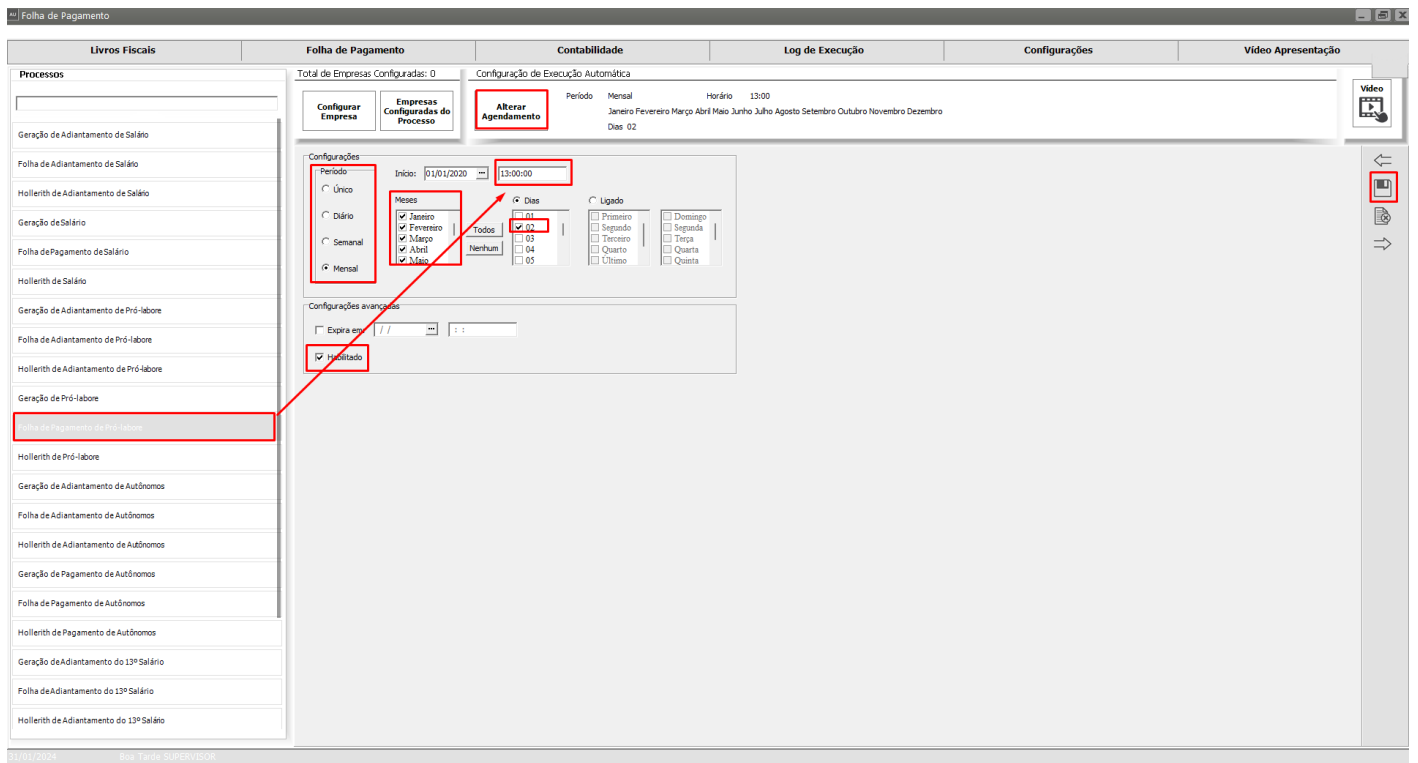 AU Folha de Pagamento
Livros Fiscais
Folha de Pagamento
Contabilidade
Log de Execução
Configurações
Vídeo Apresentação
Processos
Geração de Adiantamento de Salário
Folha de Adiantamento de Salário
Hollerith de Adiantamento de Salário
Geração de Salário
Folha de Pagamento de Salário
Hollerith de Salário
Geração de Adiantamento de Pró-labore
Folha de Adiantamento de Pró-labore
Hollerith de Adiantamento de Pró-labore
Geração de Pró-labore
Folha de Pagamento de Pró-labore
Hollerith de Pró-labore
Geração de Adiantamento de Autônomos
Folha de Adiantamento de Autônomos
Hollerith de Adiantamento de Autônomos
Geração de Pagamento de Autônomos
Folha de Pagamento de Autônomos
Hollerith de Pagamento de Autônomos
Geração de Adiantamento do 13º Salário
Folha de Adiantamento do 13º Salário
Hollerith de Adiantamento do 13º Salário
Total de Empresas Configuradas: 0
Configurar
Empresa
Empresas
Configuradas do
Processo
Configuração de Execução Automática
Alterar
Agendamento
Período Mensal Horário 13:00
Janeiro Fevereiro Março Abril Maio Junho Julho Agosto Setembro Outubro Novembro Dezembro
Dias 02
Vídeo
Configurações
Período
Único
Diário
Semanal
Mensal
Início: 01/01/2020 ... 13:00:00
Meses
Janeiro
Fevereiro
Março
Abril
Maio
Todos
Nenhum
Dias
01
02
03
04
05
Ligado
Primeiro
Segundo
Terceiro
Quarto
Último
Domingo
Segunda
Terça
Quarta
Quinta
Configurações avançadas
Expira em: / / ... : :
Habilitado
31/01/2024 Boa Tarde SUPERVISOR